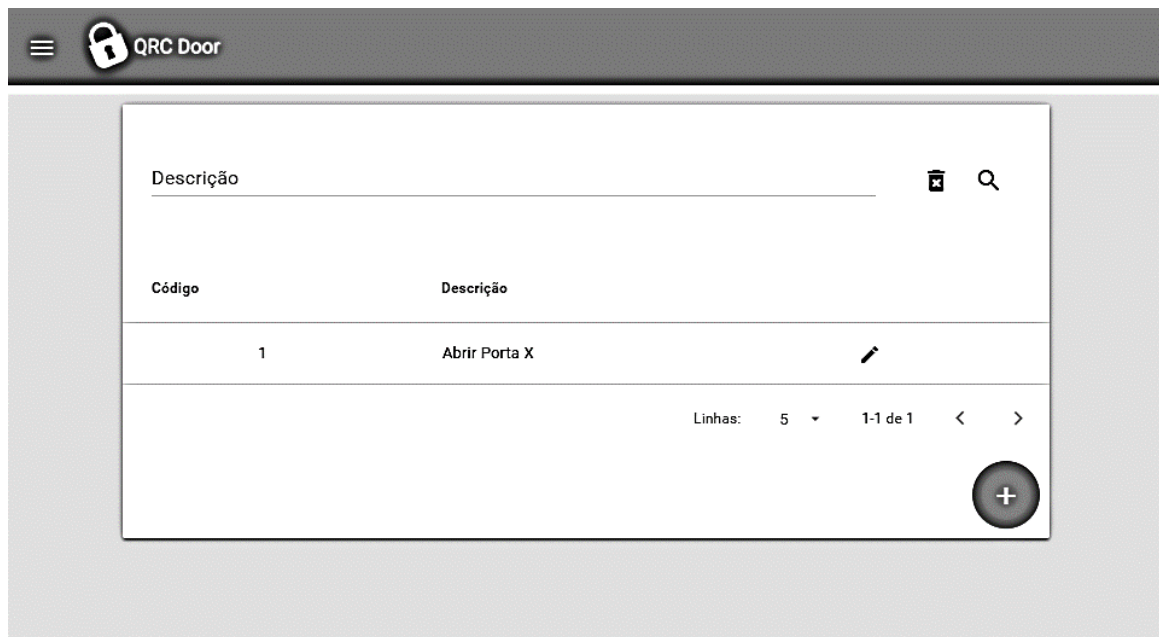 QRC Door
Descrição
Código Descrição
1 Abrir Porta X
Linhas: 5 1-1 de 1